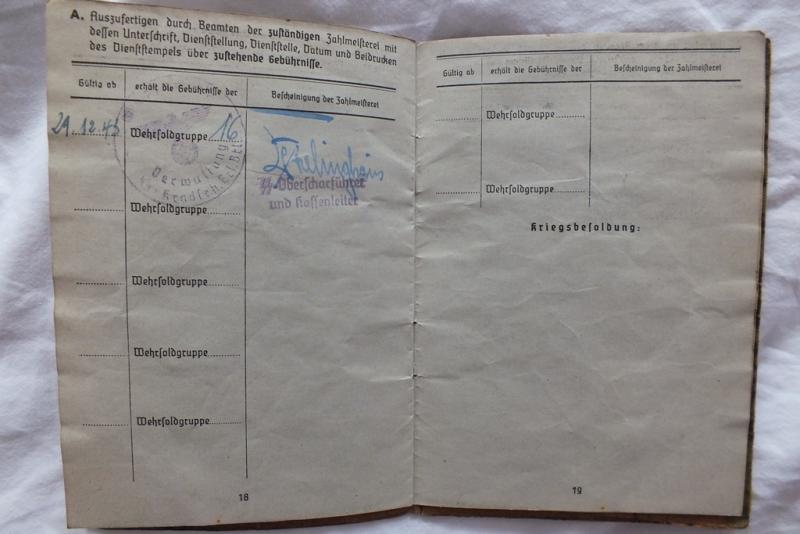 A. Auszufertigen durch Beamten der zuständigen Zahlmeisterei mit
dessen Unterschrift, Dienststellung, Dienststelle, Datum und Beidrucken
des Dienststempels über zustehende Gebührnisse.
Gültig ab erhält die Gebührnisse der Bescheinigung der Zahlmeisterei
29.12.43 Wehrsoldgruppe 16
Verwaltung
SS-Oberscharführer
und Kassenleiter
Wehrsoldgruppe
Wehrsoldgruppe
Wehrsoldgruppe
Wehrsoldgruppe
18
Gültig ab erhält die Gebührnisse der Bescheinigung der Zahlmeisterei
Wehrsoldgruppe
Wehrsoldgruppe
Kriegsbesoldung:
19